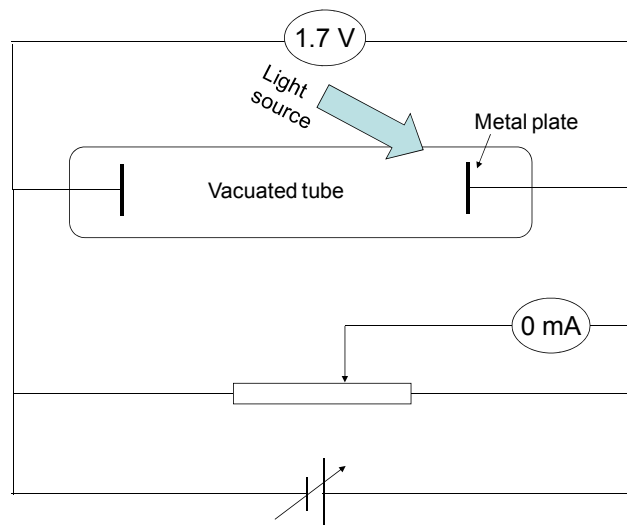 1.7 V
Light
source
Metal plate
Vacuated tube
0 mA